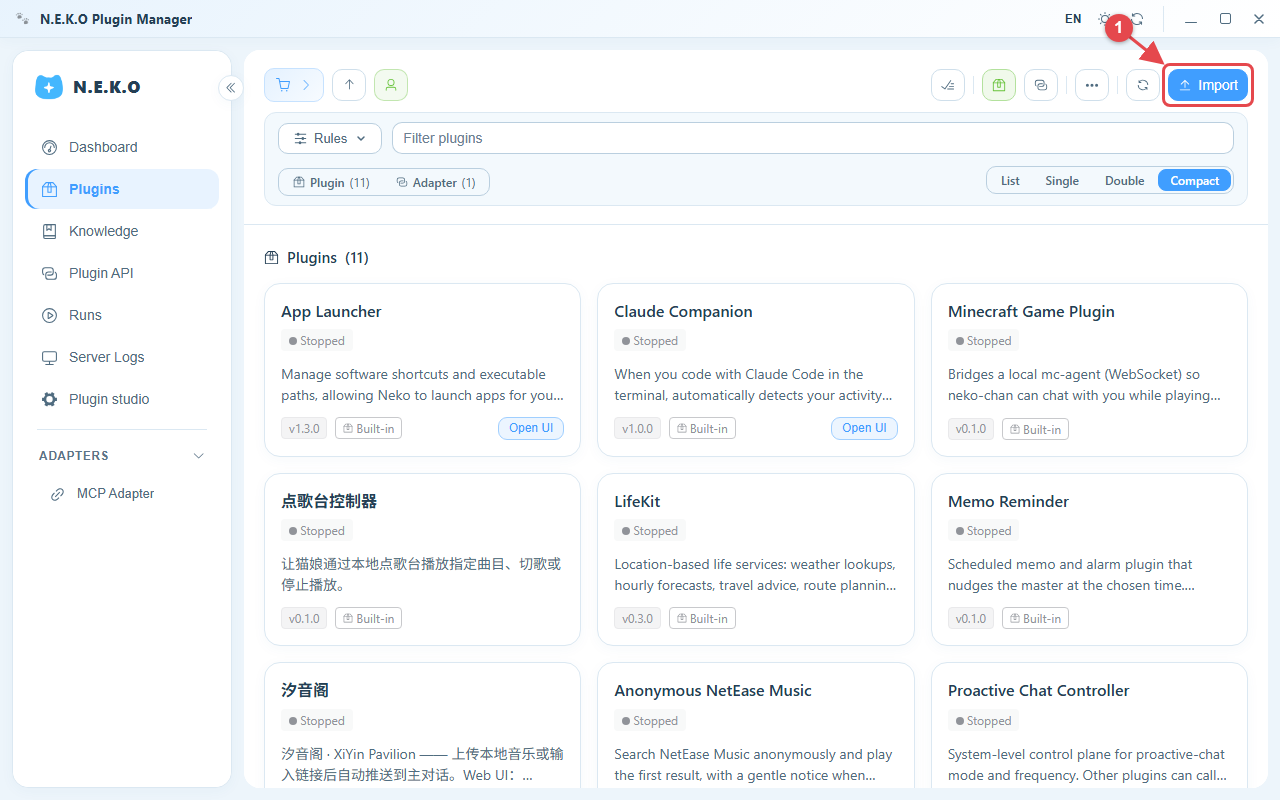 N.E.K.O Plugin Manager
EN
1
N.E.K.O
Import
Dashboard
Plugins
Knowledge
Plugin API
Runs
Server Logs
Plugin studio
ADAPTERS
MCP Adapter
Rules
Filter plugins
Plugin (11)
Adapter (1)
List
Single
Double
Compact
Plugins (11)
App Launcher
Stopped
Manage software shortcuts and executable
paths, allowing Neko to launch apps for you...
v1.3.0
Built-in
Open UI
Claude Companion
Stopped
When you code with Claude Code in the
terminal, automatically detects your activity...
v1.0.0
Built-in
Open UI
Minecraft Game Plugin
Stopped
Bridges a local mc-agent (WebSocket) so
neko-chan can chat with you while playing...
v0.1.0
Built-in
点歌台控制器
Stopped
让猫娘通过本地点歌台播放指定曲目、切歌或
停止播放。
v0.1.0
Built-in
LifeKit
Stopped
Location-based life services: weather lookups,
hourly forecasts, travel advice, route plannin...
v0.3.0
Built-in
Memo Reminder
Stopped
Scheduled memo and alarm plugin that
nudges the master at the chosen time....
v0.1.0
Built-in
汐音阁
Stopped
汐音阁 · XiYin Pavilion —— 上传本地音乐或输
入链接后自动推送到主对话。Web UI：...
Anonymous NetEase Music
Stopped
Search NetEase Music anonymously and play
the first result, with a gentle notice when...
Proactive Chat Controller
Stopped
System-level control plane for proactive-chat
mode and frequency. Other plugins can call...